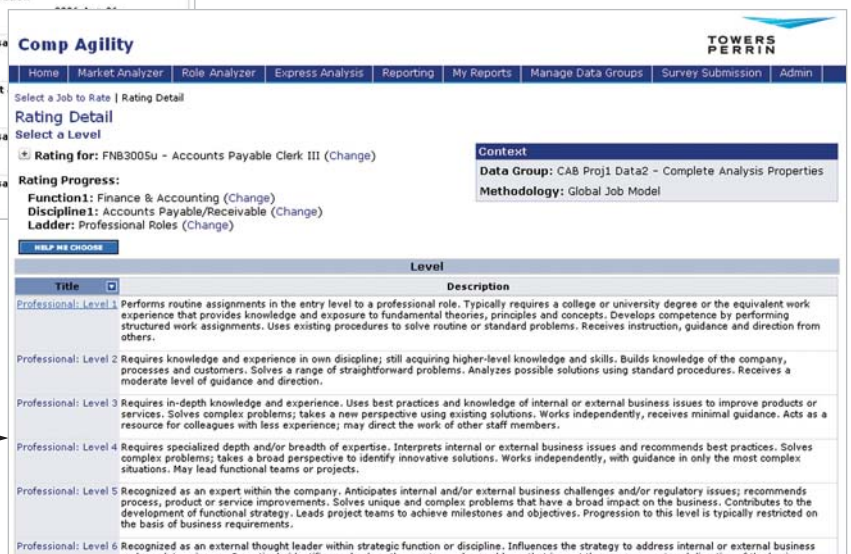 Comp Agility
TOWERS
PERRIN
Home Market Analyzer Role Analyzer Express Analysis Reporting My Reports Manage Data Groups Survey Submission Admin
Select a Job to Rate | Rating Detail
Rating Detail
Select a Level
+ Rating for: FNB3005u - Accounts Payable Clerk III (Change)
Context
Data Group: CAB Proj1 Data2 - Complete Analysis Properties
Methodology: Global Job Model
Rating Progress:
Function1: Finance & Accounting (Change)
Discipline1: Accounts Payable/Receivable (Change)
Ladder: Professional Roles (Change)
HELP ME CHOOSE
Level
Title Description
Professional: Level 1 Performs routine assignments in the entry level to a professional role. Typically requires a college or university degree or the equivalent work
experience that provides knowledge and exposure to fundamental theories, principles and concepts. Develops competence by performing
structured work assignments. Uses existing procedures to solve routine or standard problems. Receives instruction, guidance and direction from
others.
Professional: Level 2 Requires knowledge and experience in own disicpline; still acquiring higher-level knowledge and skills. Builds knowledge of the company,
processes and customers. Solves a range of straightforward problems. Analyzes possible solutions using standard procedures. Receives a
moderate level of guidance and direction.
Professional: Level 3 Requires in-depth knowledge and experience. Uses best practices and knowledge of internal or external business issues to improve products or
services. Solves complex problems; takes a new perspective using existing solutions. Works independently, receives minimal guidance. Acts as a
resource for colleagues with less experience; may direct the work of other staff members.
Professional: Level 4 Requires specialized depth and/or breadth of expertise. Interprets internal or external business issues and recommends best practices. Solves
complex problems; takes a broad perspective to identify innovative solutions. Works independently, with guidance in only the most complex
situations. May lead functional teams or projects.
Professional: Level 5 Recognized as an expert within the company. Anticipates internal and/or external business challenges and/or regulatory issues; recommends
process, product or service improvements. Solves unique and complex problems that have a broad impact on the business. Contributes to the
development of functional strategy. Leads project teams to achieve milestones and objectives. Progression to this level is typically restricted on
the basis of business requirements.
Professional: Level 6 Recognized as an external thought leader within strategic function or discipline. Influences the strategy to address internal or external business